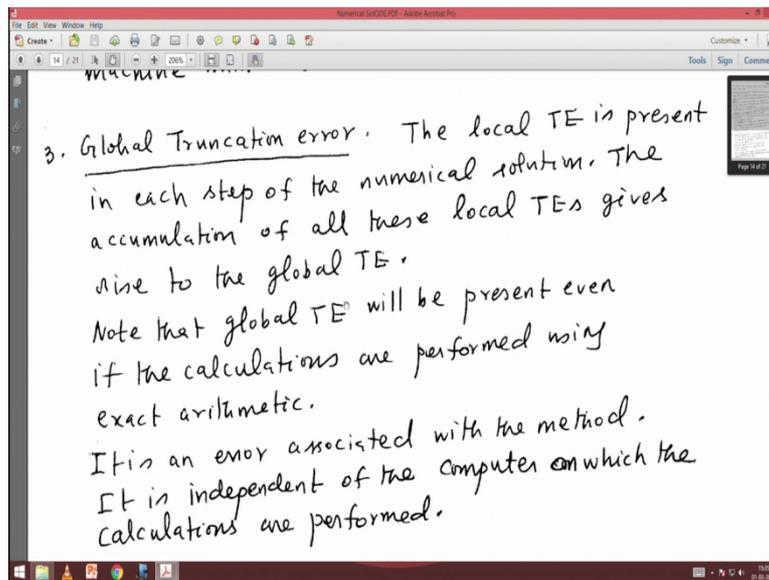 Numerical SolODE.PDF - Adobe Acrobat Pro
File Edit View Window Help
Create
Customize
14 / 21
206%
Tools Sign Comme
machine
3. Global Truncation error. The local TE is present
in each step of the numerical solution. The
accumulation of all these local TEs gives
rise to the global TE.
Note that global TE will be present even
if the calculations are performed using
exact arithmetic.
It is an error associated with the method.
It is independent of the computer on which the
calculations are performed.
Page 14 of 21